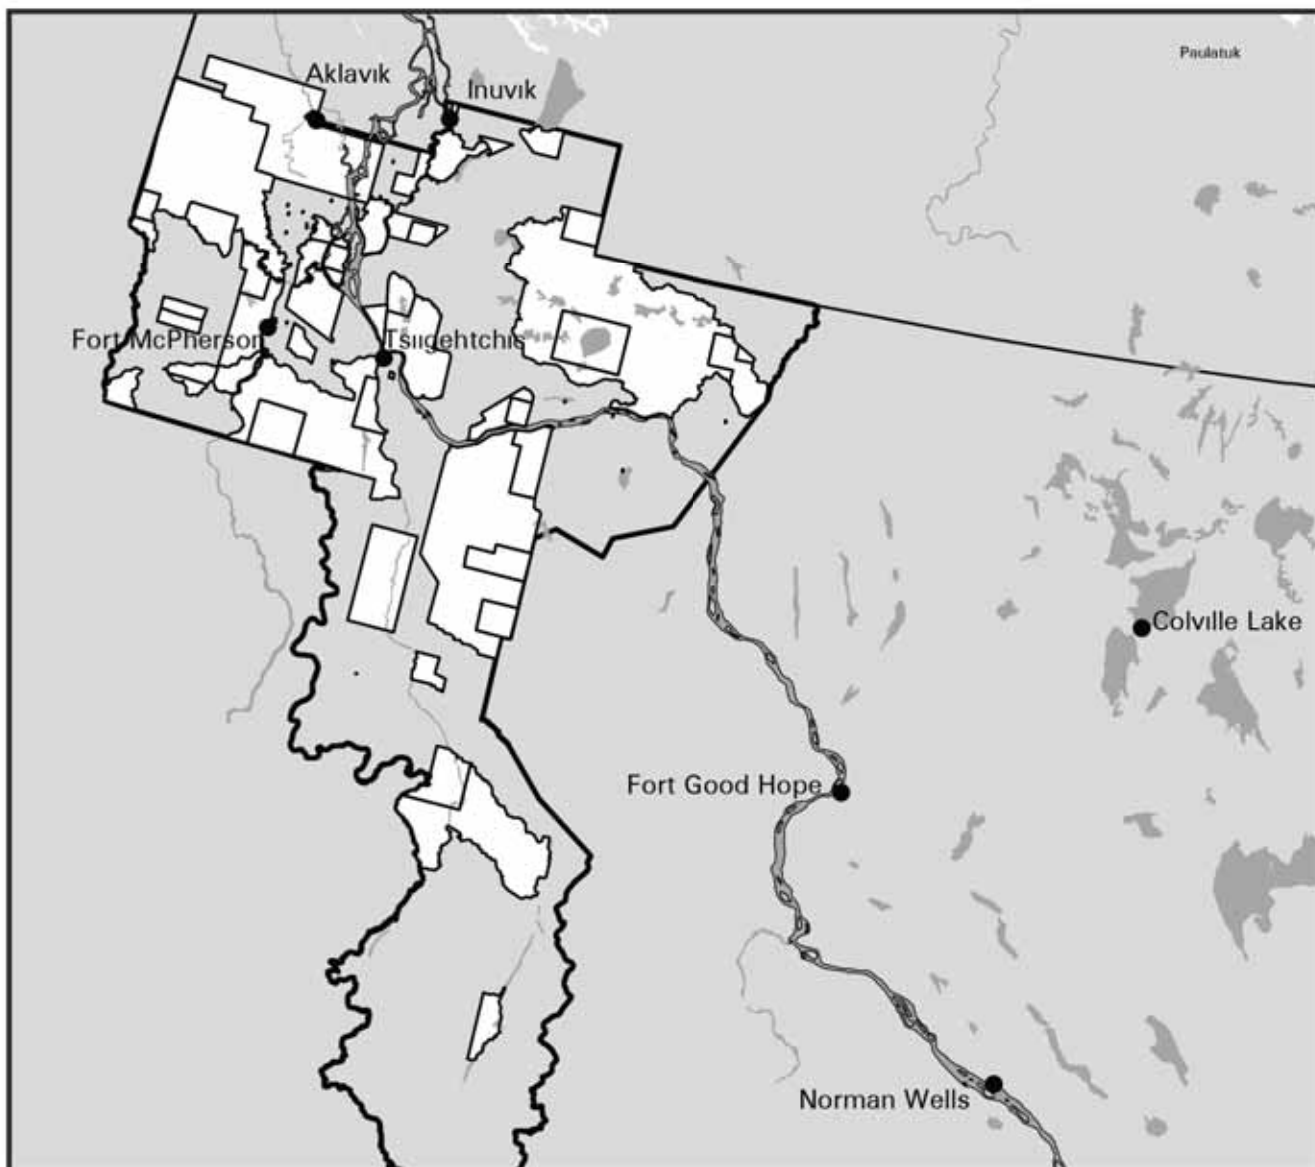 Paulatuk
Aklavik
Inuvik
Fort McPherson
Tsiigehtchic
Colville Lake
Fort Good Hope
Norman Wells